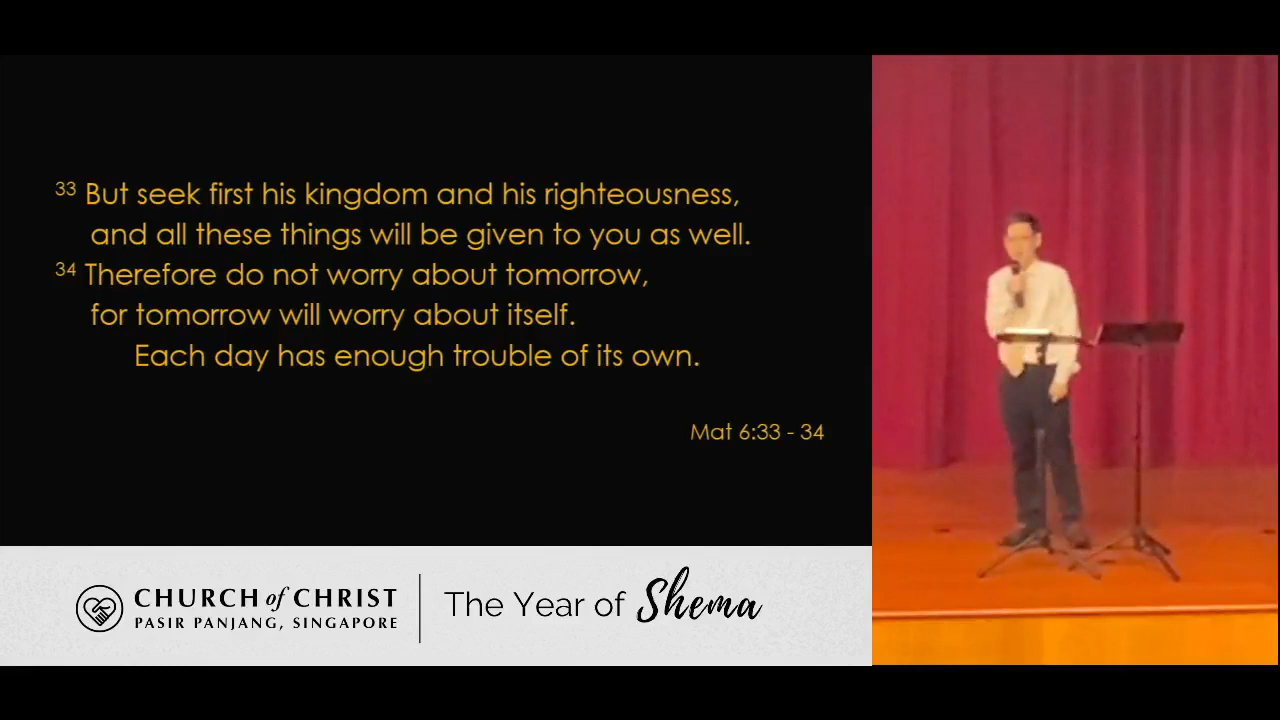 33 But seek first his kingdom and his righteousness,
and all these things will be given to you as well.
34 Therefore do not worry about tomorrow,
for tomorrow will worry about itself.
Each day has enough trouble of its own.
Mat 6:33 - 34
CHURCH of CHRIST
PASIR PANJANG, SINGAPORE
The Year of Shema